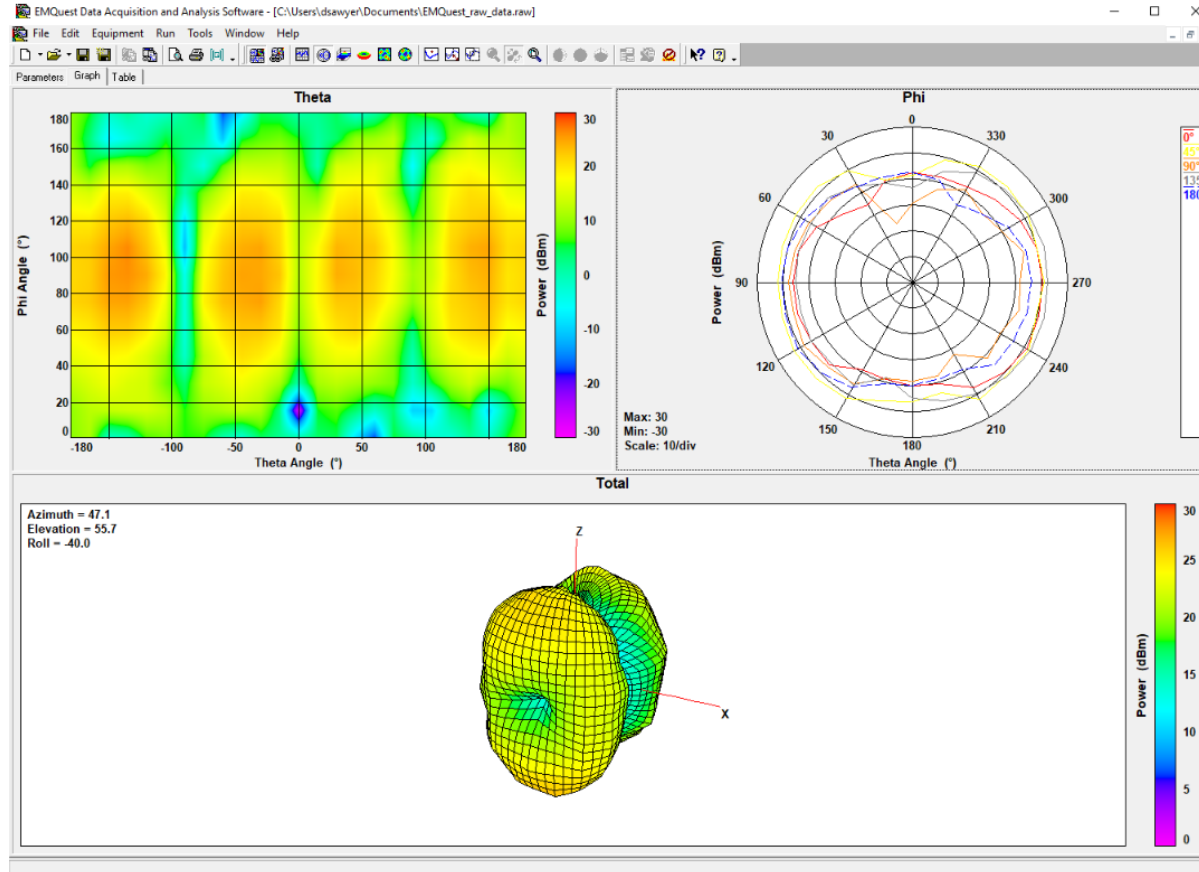 EMQuest Data Acquisition and Analysis Software - [C:\Users\dsawyer\Documents\EMQuest_raw_data.raw]
File Edit Equipment Run Tools Window Help
Parameters Graph Table
Theta
180
160
140
120
100
80
60
40
20
0
Phi Angle (°)
-180 -100 -50 0 50 100 180
Theta Angle (°)
30
20
10
0
-10
-20
-30
Power (dBm)
Phi
0
30 330
60 300
90 270
120 240
150 210
180
Power (dBm)
Theta Angle (°)
Max: 30
Min: -30
Scale: 10/div
0°
45°
90°
135
180
Total
Azimuth = 47.1
Elevation = 55.7
Roll = -40.0
Z
X
30
25
20
15
10
5
0
Power (dBm)